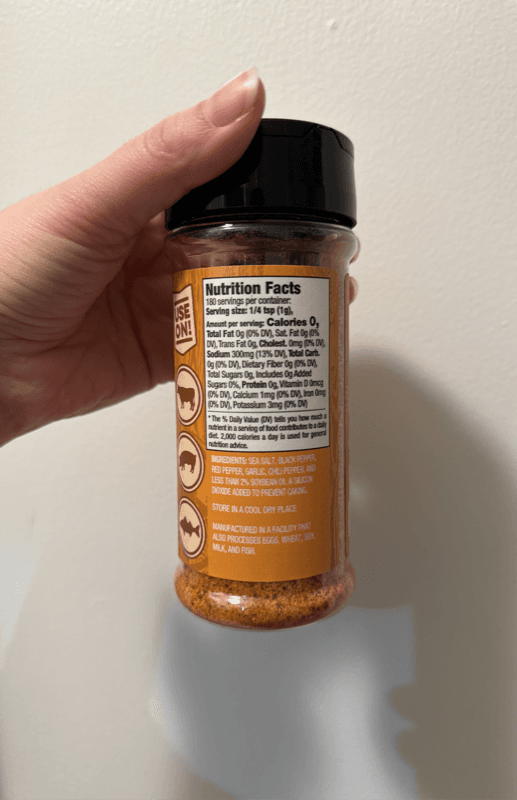 USE
ON!
Nutrition Facts
180 servings per container:
Serving size: 1/4 tsp (1g),
Amount per serving: Calories 0,
Total Fat 0g (0% DV), Sat. Fat 0g (0%
DV), Trans Fat 0g, Cholest. 0mg (0% DV),
Sodium 300mg (13% DV), Total Carb.
0g (0% DV), Dietary Fiber 0g (0% DV),
Total Sugars 0g, Includes 0g Added
Sugars 0%, Protein 0g, Vitamin D 0mcg
(0% DV), Calcium 1mg (0% DV), Iron 0mg
(0% DV), Potassium 3mg (0% DV)
*The % Daily Value (DV) tells you how much a
nutrient in a serving of food contributes to a daily
diet. 2,000 calories a day is used for general
nutrition advice.
INGREDIENTS: SEA SALT, BLACK PEPPER,
RED PEPPER, GARLIC, CHILI PEPPER, AND
LESS THAN 2% SOYBEAN OIL & SILICON
DIOXIDE ADDED TO PREVENT CAKING.
STORE IN A COOL DRY PLACE
MANUFACTURED IN A FACILITY THAT
ALSO PROCESSES EGGS, WHEAT, SOY,
MILK, AND FISH.